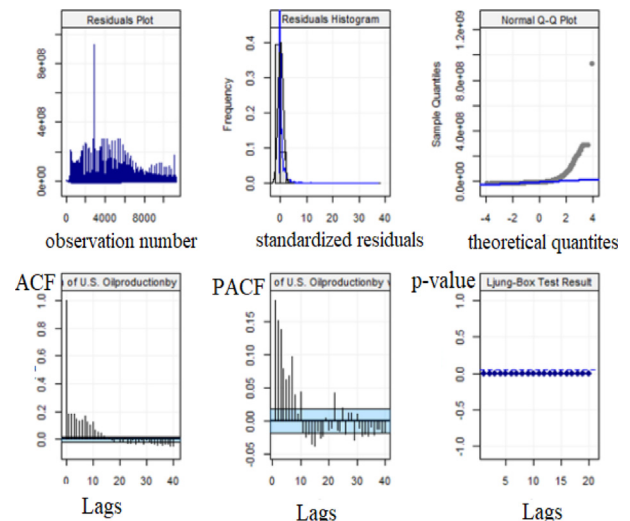 Residuals Plot
0e+00 4e+08 8e+08
0 4000 8000
observation number
Residuals Histogram
Frequency
0.0 0.1 0.2 0.3 0.4
0 10 20 30 40
standardized residuals
Normal Q-Q Plot
Sample Quantiles
0.0e+00 4.0e+08 8.0e+08 1.2e+09
-4 -2 0 2 4
theoretical quantites
ACF
of U.S. Oilproductionby
0.0 0.2 0.4 0.6 0.8 1.0
0 10 20 30 40
Lags
PACF
of U.S. Oilproductionby
-0.05 0.00 0.05 0.10 0.15
0 10 20 30 40
Lags
p-value
Ljung-Box Test Result
-1.0 -0.5 0.0 0.5 1.0
5 10 15 20
Lags